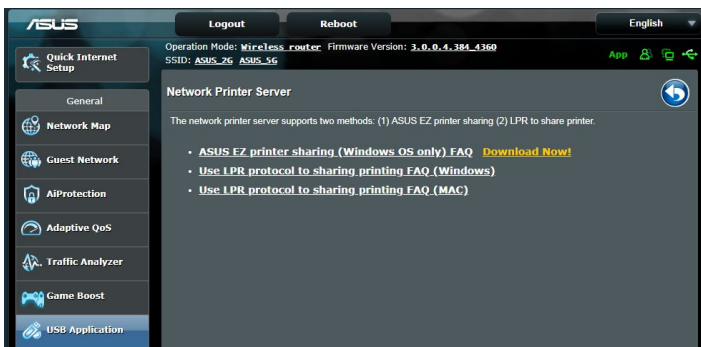 ASUS
Logout
Reboot
English
Operation Mode: Wireless router Firmware Version: 3.0.0.4.384_4360
SSID: ASUS_2G ASUS_5G
App
Quick Internet
Setup
General
Network Map
Guest Network
AiProtection
Adaptive QoS
Traffic Analyzer
Game Boost
USB Application
Network Printer Server
The network printer server supports two methods: (1) ASUS EZ printer sharing (2) LPR to share printer.
ASUS EZ printer sharing (Windows OS only) FAQ Download Now!
Use LPR protocol to sharing printing FAQ (Windows)
Use LPR protocol to sharing printing FAQ (MAC)